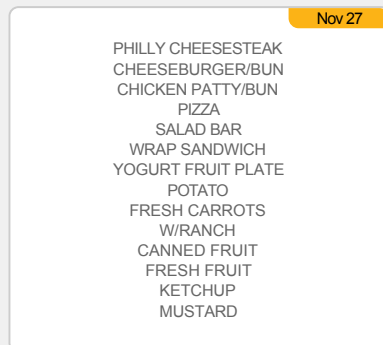 Nov 27
PHILLY CHEESESTEAK
CHEESEBURGER/BUN
CHICKEN PATTY/BUN
PIZZA
SALAD BAR
WRAP SANDWICH
YOGURT FRUIT PLATE
POTATO
FRESH CARROTS
W/RANCH
CANNED FRUIT
FRESH FRUIT
KETCHUP
MUSTARD